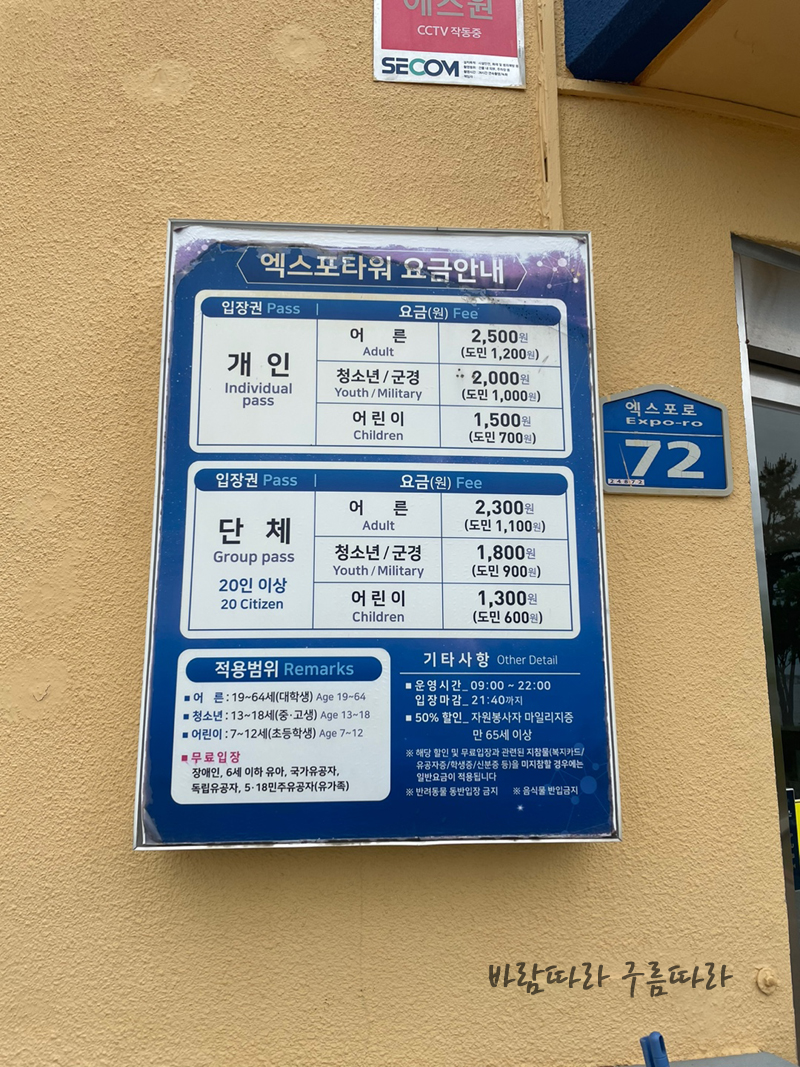 에스원
CCTV 작동중
SECOM
엑스포타워 요금안내
입장권 Pass | 요금(원) Fee
개 인
Individual
pass
어 른
Adult
2,500원
(도민 1,200원)
청소년 / 군경
Youth / Military
2,000원
(도민 1,000원)
어 린 이
Children
1,500원
(도민 700원)
입장권 Pass | 요금(원) Fee
단 체
Group pass
20인 이상
20 Citizen
어 른
Adult
2,300원
(도민 1,100원)
청소년 / 군경
Youth / Military
1,800원
(도민 900원)
어 린 이
Children
1,300원
(도민 600원)
적용범위 Remarks
■ 어 른 : 19~64세(대학생) Age 19~64
■ 청소년 : 13~18세(중·고생) Age 13~18
■ 어린이 : 7~12세(초등학생) Age 7~12
■ 무료입장
장애인, 6세 이하 유아, 국가유공자,
독립유공자, 5·18민주유공자(유가족)
기 타 사 항 Other Detail
■ 운영시간_ 09:00 ~ 22:00
입장마감_ 21:40까지
■ 50% 할인_ 자원봉사자 마일리지증
만 65세 이상
※ 해당 할인 및 무료입장과 관련된 지참물(복지카드/
유공자증/학생증/신분증 등)을 미지참할 경우에는
일반요금이 적용됩니다
※ 반려동물 동반입장 금지 ※ 음식물 반입금지
엑스포로
Expo-ro
72
2 4 8 7 2
바람따라 구름따라